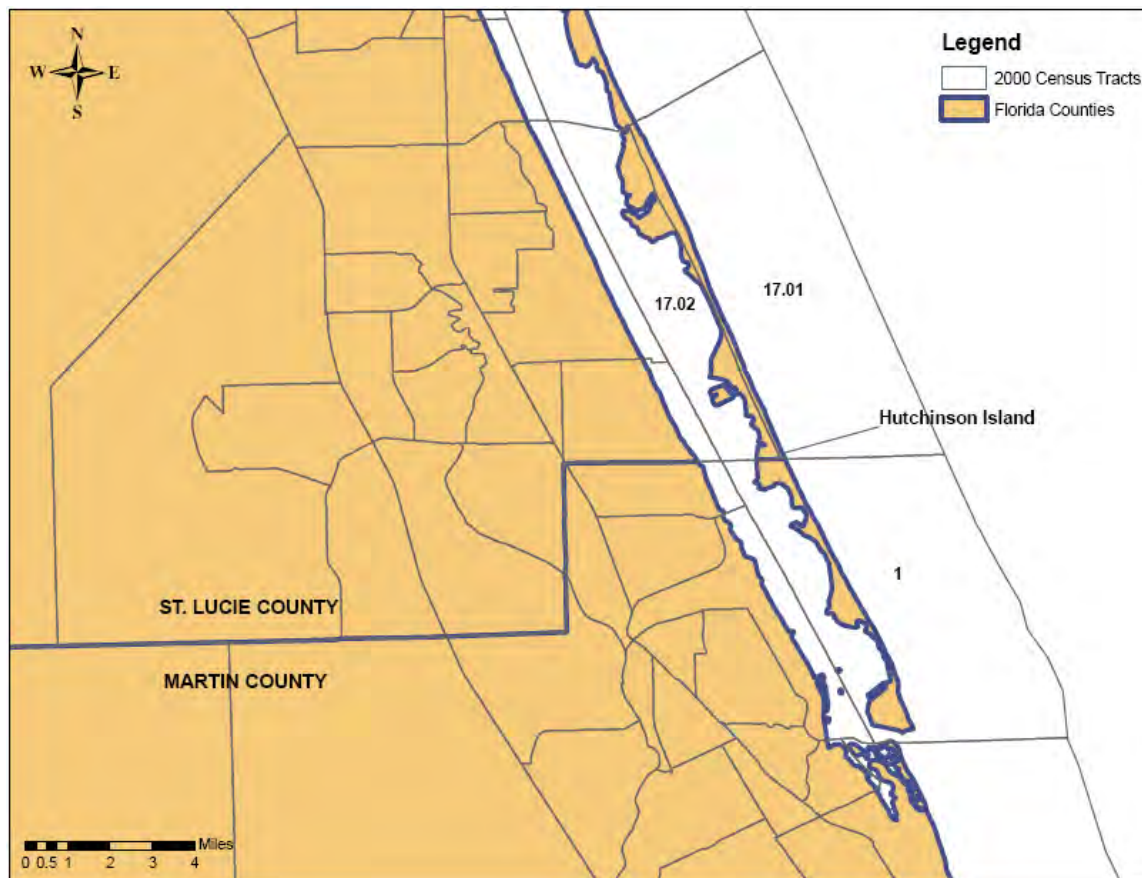 N
W E
S
Legend
2000 Census Tracts
Florida Counties
17.01
17.02
Hutchinson Island
1
ST. LUCIE COUNTY
MARTIN COUNTY
Miles
0 0.5 1 2 3 4